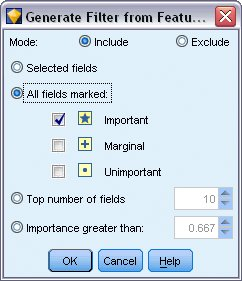 Generate Filter from Featu...
Mode: Include Exclude
Selected fields
All fields marked:
Important
Marginal
Unimportant
Top number of fields 10
Importance greater than: 0.667
OK Cancel Help